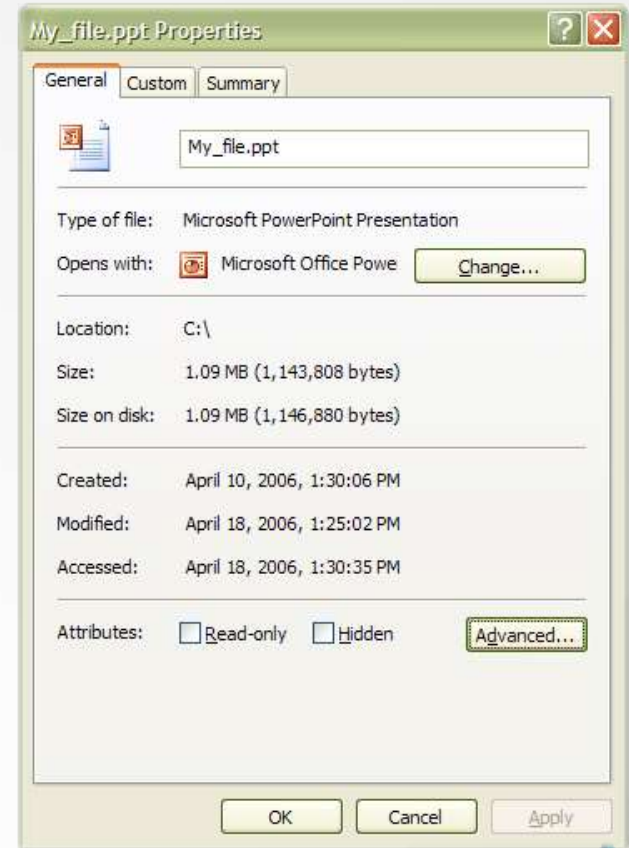 My_file.ppt Properties
?
General Custom Summary
My_file.ppt
Type of file: Microsoft PowerPoint Presentation
Opens with: Microsoft Office Powe Change...
Location: C:\
Size: 1.09 MB (1,143,808 bytes)
Size on disk: 1.09 MB (1,146,880 bytes)
Created: April 10, 2006, 1:30:06 PM
Modified: April 18, 2006, 1:25:02 PM
Accessed: April 18, 2006, 1:30:35 PM
Attributes: Read-only Hidden Advanced...
OK Cancel Apply